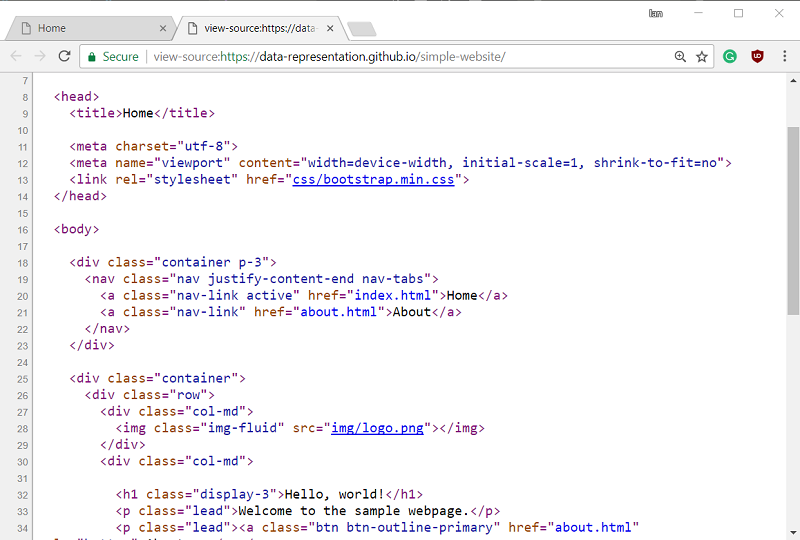 Ian
Home
view-source:https://data-
Secure | view-source:https://data-representation.github.io/simple-website/
7
8 <head>
9 <title>Home</title>
10
11 <meta charset="utf-8">
12 <meta name="viewport" content="width=device-width, initial-scale=1, shrink-to-fit=no">
13 <link rel="stylesheet" href="css/bootstrap.min.css">
14 </head>
15
16 <body>
17
18 <div class="container p-3">
19 <nav class="nav justify-content-end nav-tabs">
20 <a class="nav-link active" href="index.html">Home</a>
21 <a class="nav-link" href="about.html">About</a>
22 </nav>
23 </div>
24
25 <div class="container">
26 <div class="row">
27 <div class="col-md">
28 <img class="img-fluid" src="img/logo.png"></img>
29 </div>
30 <div class="col-md">
31
32 <h1 class="display-3">Hello, world!</h1>
33 <p class="lead">Welcome to the sample webpage.</p>
34 <p class="lead"><a class="btn btn-outline-primary" href="about.html"